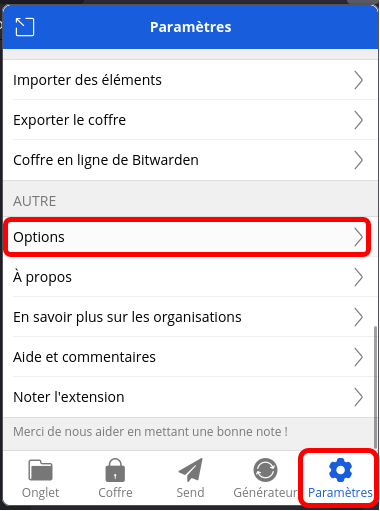 Paramètres
Importer des éléments
Exporter le coffre
Coffre en ligne de Bitwarden
AUTRE
Options
À propos
En savoir plus sur les organisations
Aide et commentaires
Noter l'extension
Merci de nous aider en mettant une bonne note !
Onglet Coffre Send Générateur Paramètres